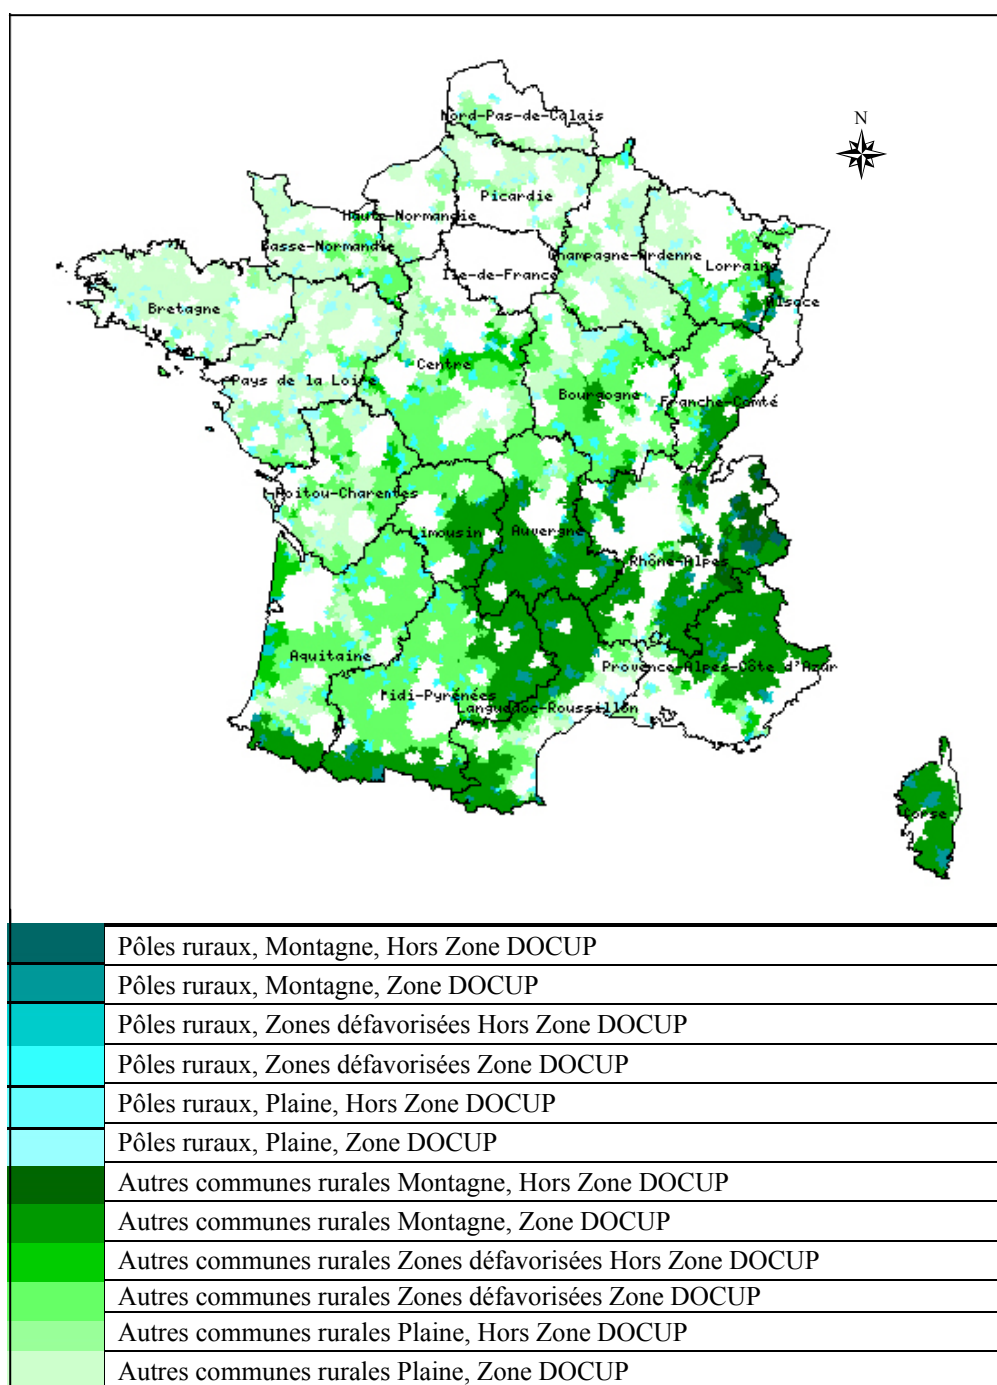 N
Nord-Pas-de-Calais
Picardie
Haute-Normandie
Basse-Normandie
Champagne-Ardenne
Ile-de-France
Lorraine
Alsace
Bretagne
Centre
Pays de la Loire
Bourgogne
Franche-Comté
Poitou-Charentes
Limousin
Auvergne
Rhône-Alpes
Aquitaine
Provence-Alpes-Côte d'Azur
Midi-Pyrénées
Languedoc-Roussillon
Corse
Pôles ruraux, Montagne, Hors Zone DOCUP
Pôles ruraux, Montagne, Zone DOCUP
Pôles ruraux, Zones défavorisées Hors Zone DOCUP
Pôles ruraux, Zones défavorisées Zone DOCUP
Pôles ruraux, Plaine, Hors Zone DOCUP
Pôles ruraux, Plaine, Zone DOCUP
Autres communes rurales Montagne, Hors Zone DOCUP
Autres communes rurales Montagne, Zone DOCUP
Autres communes rurales Zones défavorisées Hors Zone DOCUP
Autres communes rurales Zones défavorisées Zone DOCUP
Autres communes rurales Plaine, Hors Zone DOCUP
Autres communes rurales Plaine, Zone DOCUP